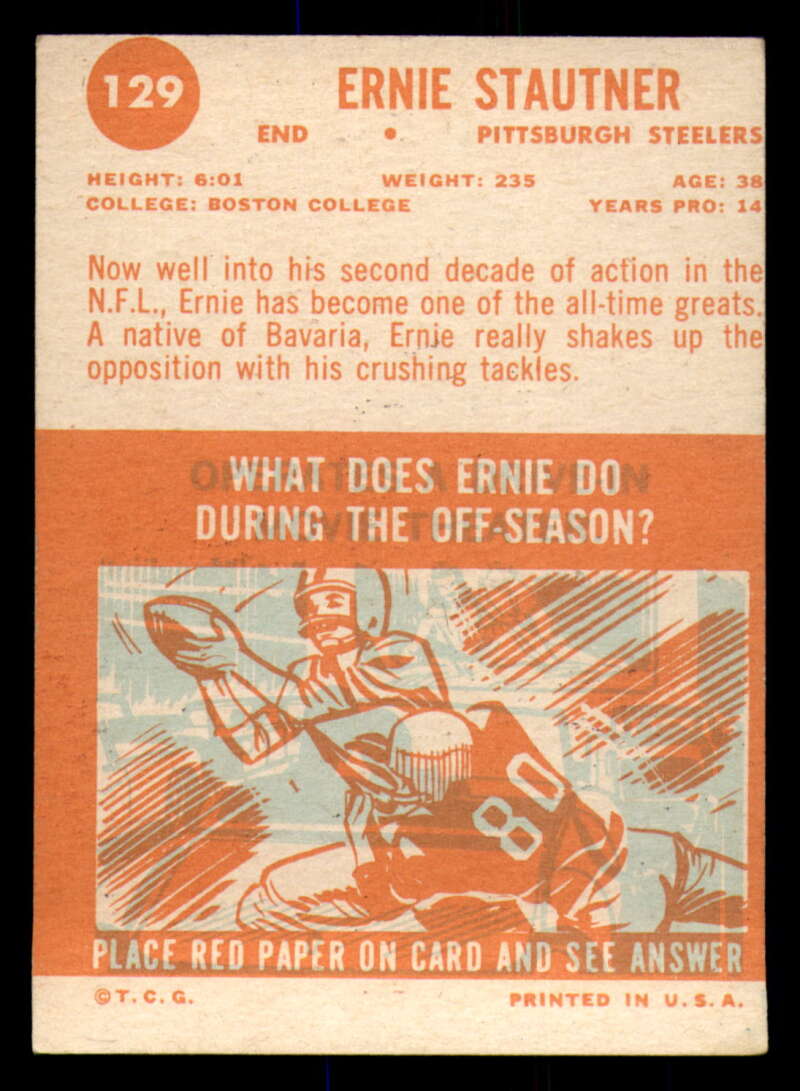 129
ERNIE STAUTNER
END • PITTSBURGH STEELERS
HEIGHT: 6:01 WEIGHT: 235 AGE: 38
COLLEGE: BOSTON COLLEGE YEARS PRO: 14
Now well into his second decade of action in the
N.F.L., Ernie has become one of the all-time greats.
A native of Bavaria, Ernie really shakes up the
opposition with his crushing tackles.
WHAT DOES ERNIE DO
DURING THE OFF-SEASON?
80
PLACE RED PAPER ON CARD AND SEE ANSWER
©T.C.G. PRINTED IN U.S.A.